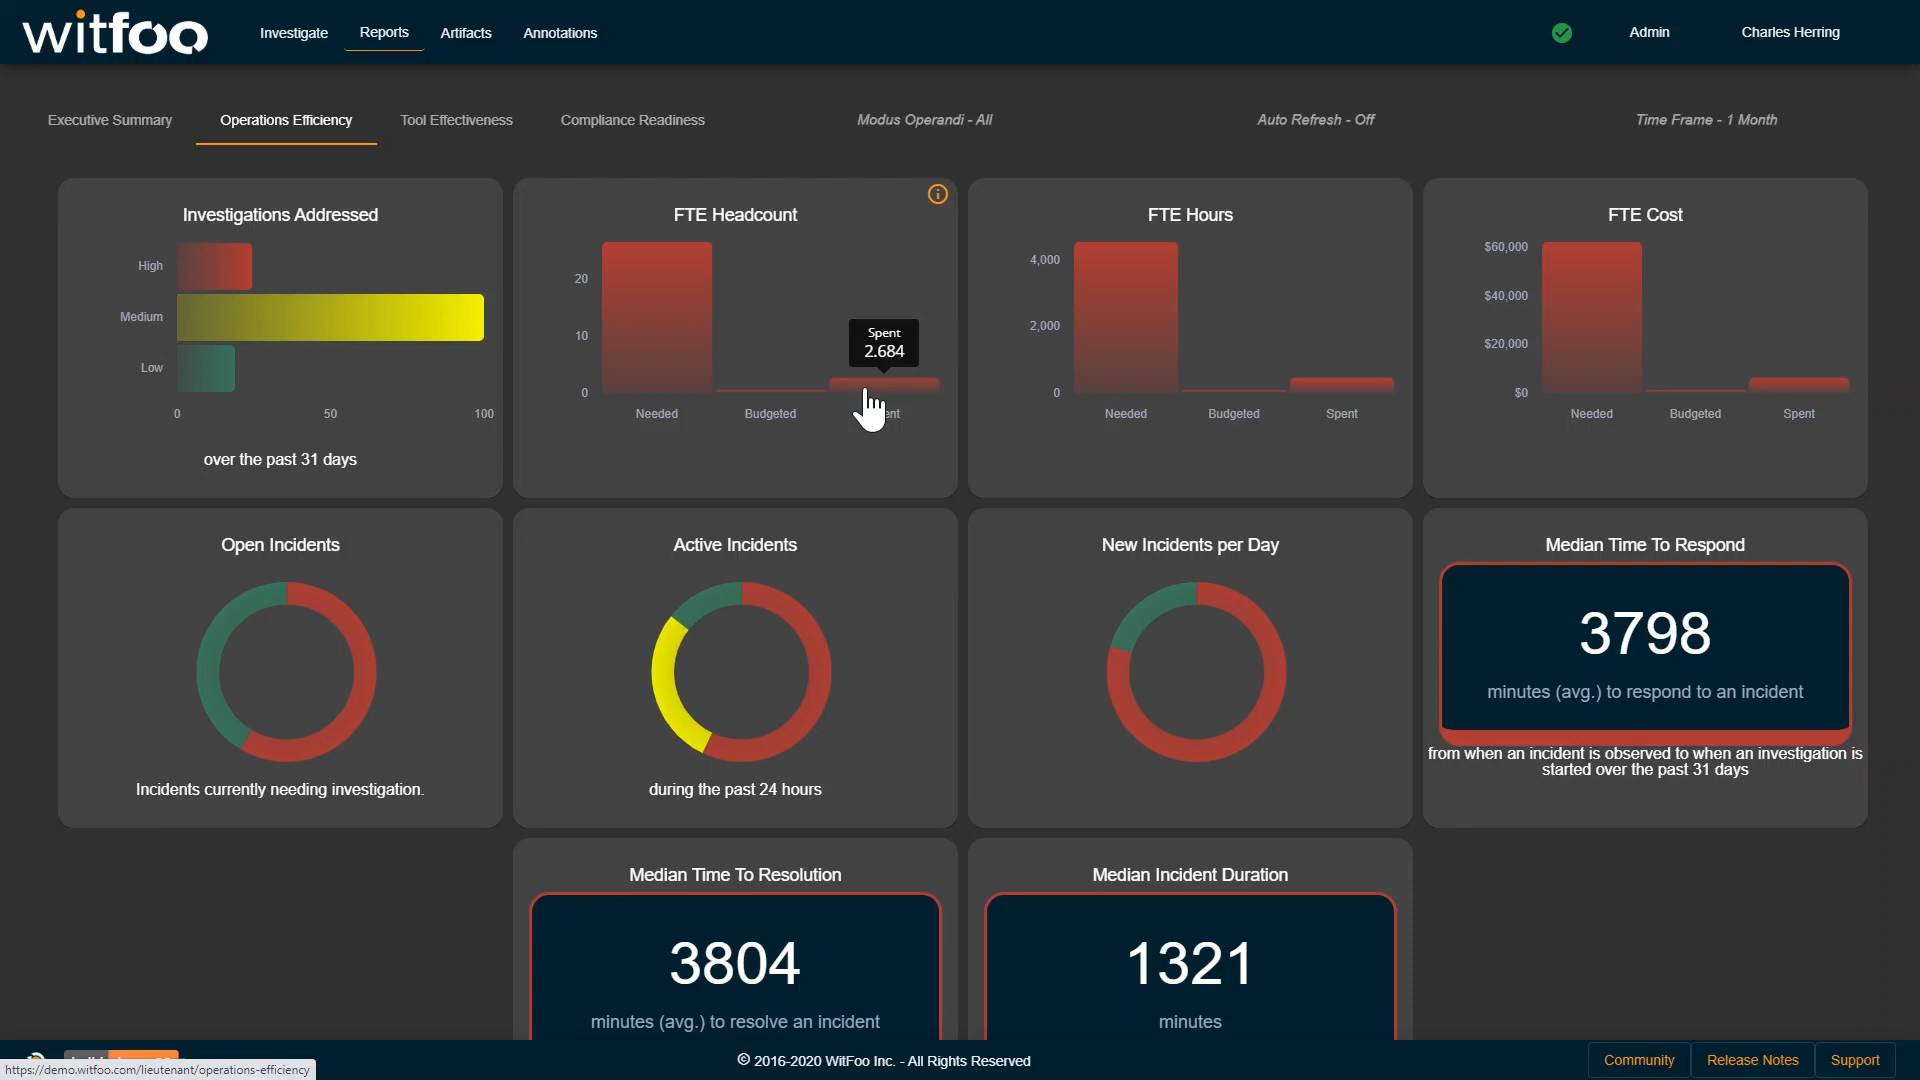 witfoo
Investigate
Reports
Artifacts
Annotations
Admin
Charles Herring
Executive Summary
Operations Efficiency
Tool Effectiveness
Compliance Readiness
Modus Operandi - All
Auto Refresh - Off
Time Frame - 1 Month
Investigations Addressed
High
Medium
Low
0
50
100
over the past 31 days
FTE Headcount
20
10
0
Spent
2.684
Needed
Budgeted
FTE Hours
4,000
2,000
0
Needed
Budgeted
Spent
FTE Cost
$60,000
$40,000
$20,000
$0
Needed
Budgeted
Spent
Open Incidents
Incidents currently needing investigation.
Active Incidents
during the past 24 hours
New Incidents per Day
Median Time To Respond
3798
minutes (avg.) to respond to an incident
from when an incident is observed to when an investigation is
started over the past 31 days
Median Time To Resolution
3804
minutes (avg.) to resolve an incident
Median Incident Duration
1321
minutes
© 2016-2020 WitFoo Inc. - All Rights Reserved
Community
Release Notes
Support
https://demo.witfoo.com/lieutenant/operations-efficiency